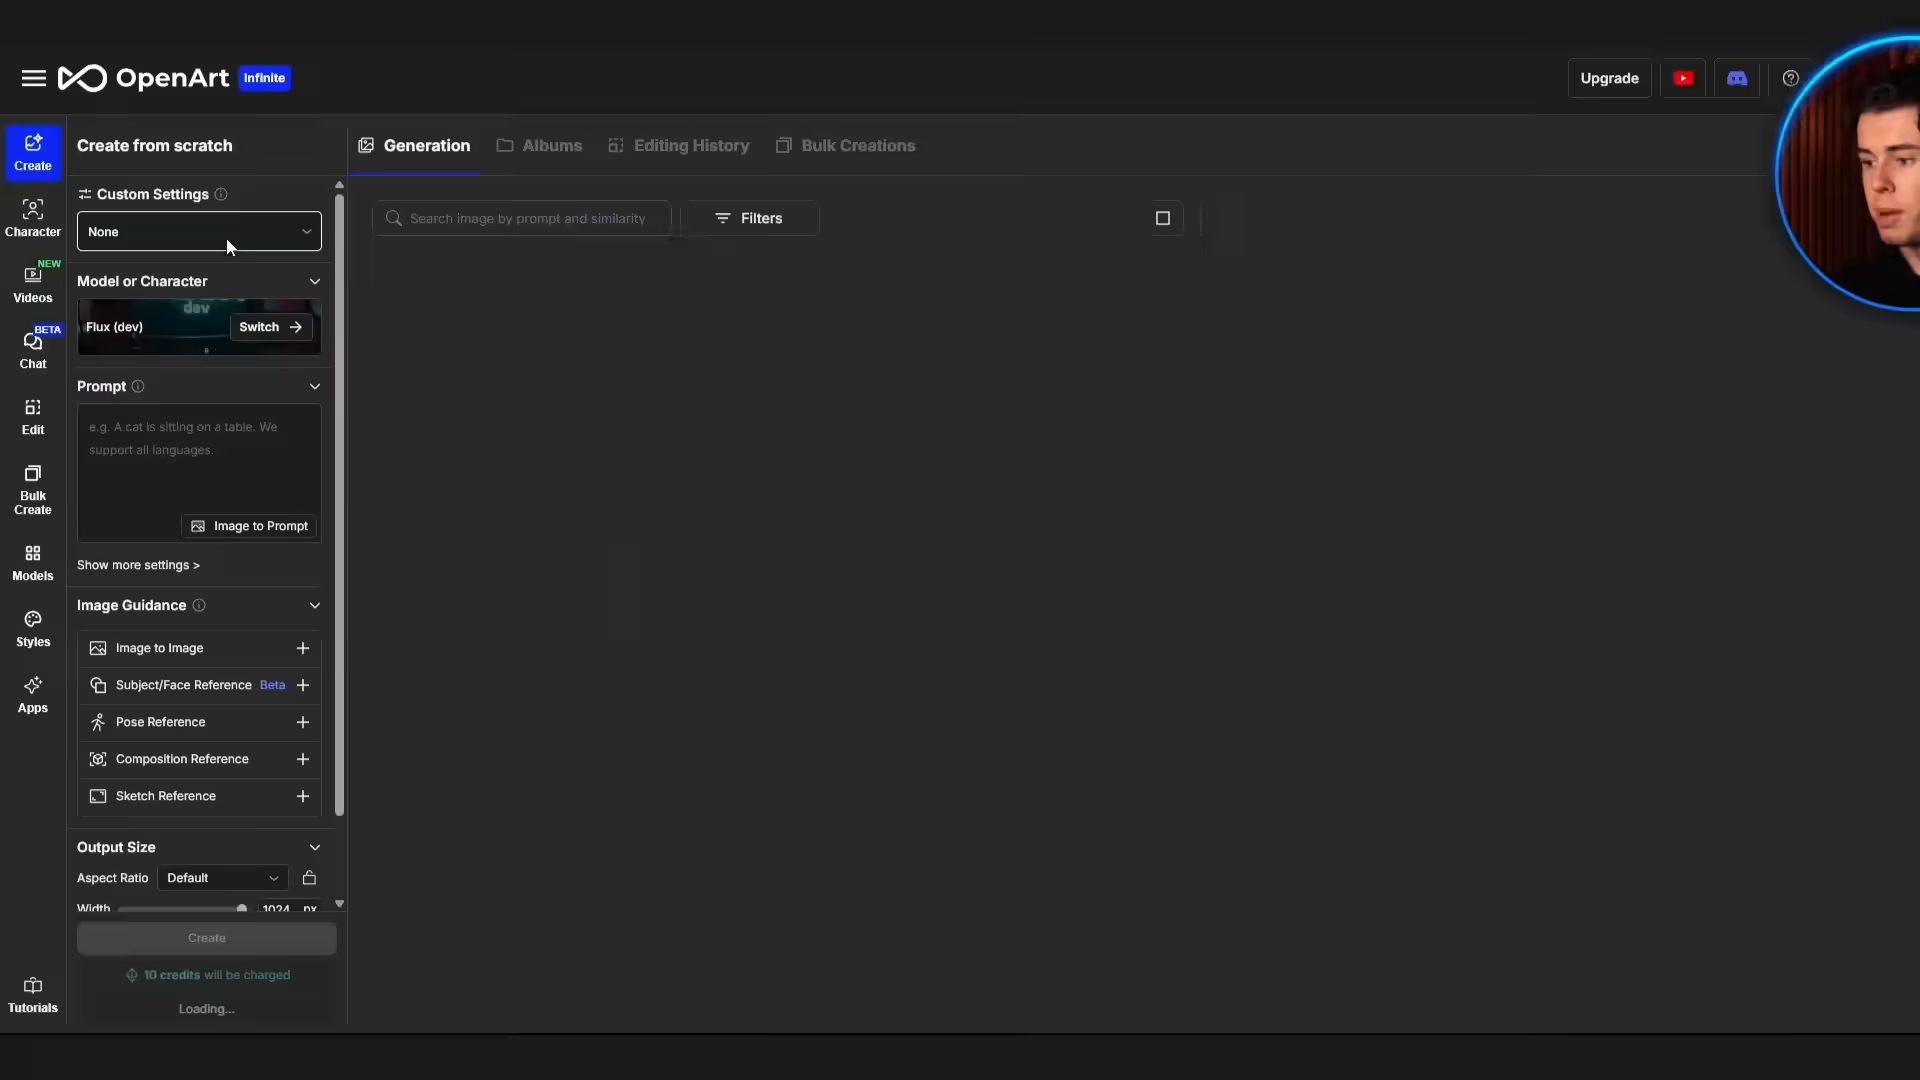 OpenArt Infinite
Upgrade
Create
Character
NEW
Videos
BETA
Chat
Edit
Bulk
Create
Models
Styles
Apps
Tutorials
Create from scratch
Custom Settings
None
Model or Character
dev
Flux (dev)
Switch
Prompt
e.g. A cat is sitting on a table. We
support all languages.
Image to Prompt
Show more settings >
Image Guidance
Image to Image
Subject/Face Reference Beta
Pose Reference
Composition Reference
Sketch Reference
Output Size
Aspect Ratio Default
Width 1024 px
Create
10 credits will be charged
Loading...
Generation Albums Editing History Bulk Creations
Search image by prompt and similarity Filters